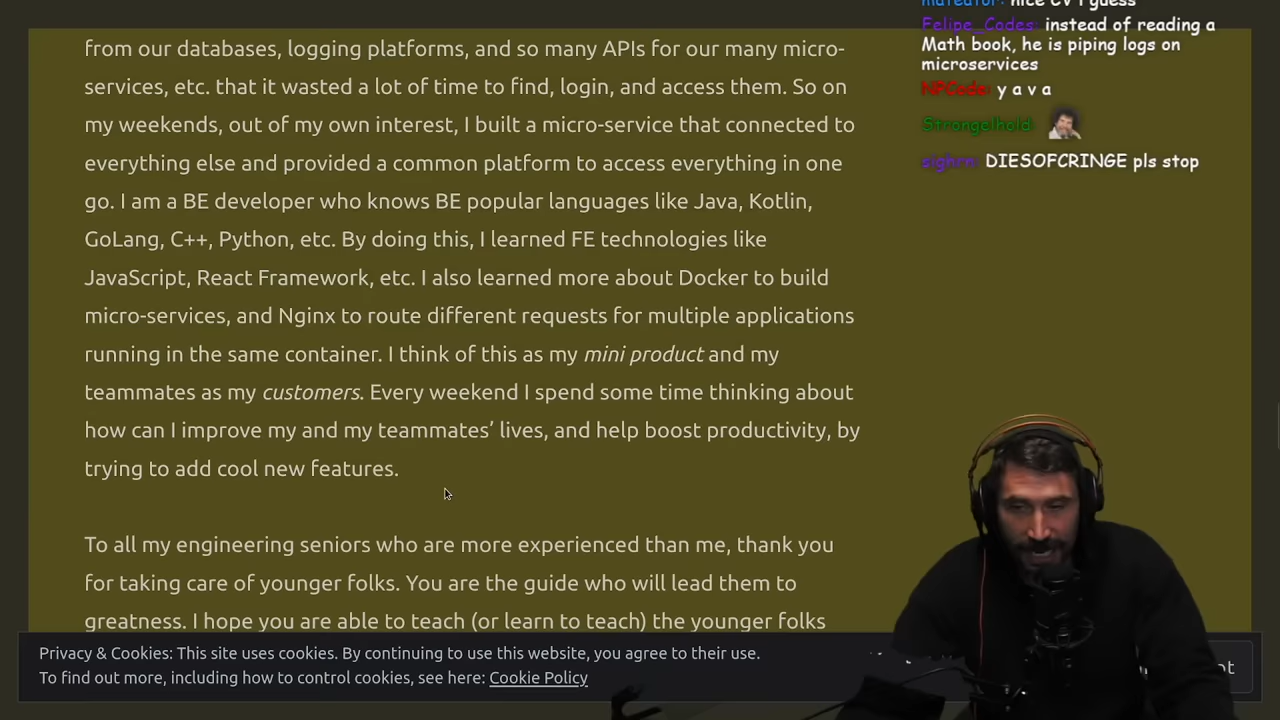 from our databases, logging platforms, and so many APIs for our many micro-
services, etc. that it wasted a lot of time to find, login, and access them. So on
my weekends, out of my own interest, I built a micro-service that connected to
everything else and provided a common platform to access everything in one
go. I am a BE developer who knows BE popular languages like Java, Kotlin,
GoLang, C++, Python, etc. By doing this, I learned FE technologies like
JavaScript, React Framework, etc. I also learned more about Docker to build
micro-services, and Nginx to route different requests for multiple applications
running in the same container. I think of this as my mini product and my
teammates as my customers. Every weekend I spend some time thinking about
how can I improve my and my teammates’ lives, and help boost productivity, by
trying to add cool new features.
To all my engineering seniors who are more experienced than me, thank you
for taking care of younger folks. You are the guide who will lead them to
greatness. I hope you are able to teach (or learn to teach) the younger folks
Privacy & Cookies: This site uses cookies. By continuing to use this website, you agree to their use.
To find out more, including how to control cookies, see here: Cookie Policy
nice CV I guess
Felipe_Codes: instead of reading a
Math book, he is piping logs on
microservices
NPCode: y a v a
DIESOFCRINGE pls stop